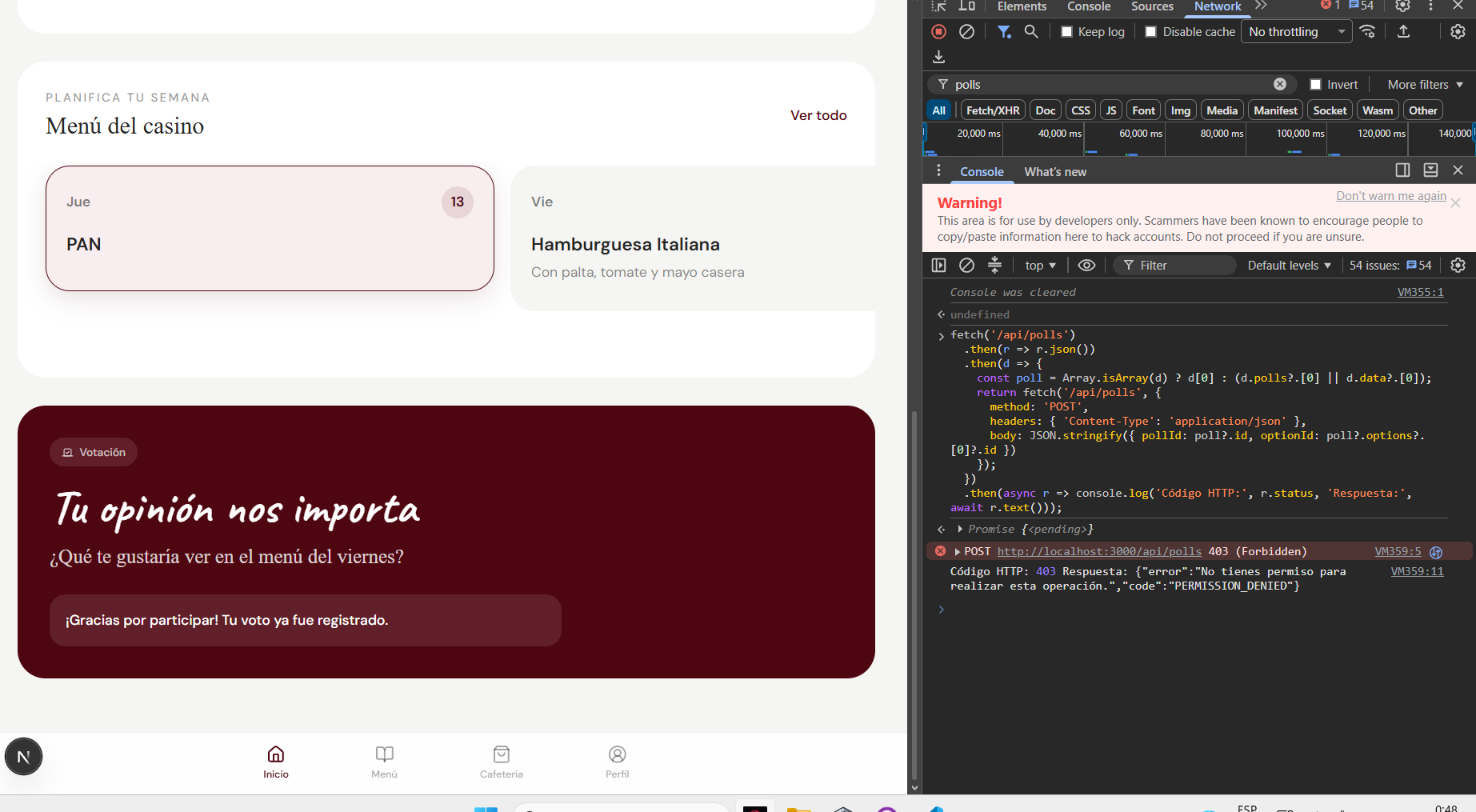 PLANIFICA TU SEMANA
Menú del casino
Ver todo
Jue
13
PAN
Vie
Hamburguesa Italiana
Con palta, tomate y mayo casera
Votación
Tu opinión nos importa
¿Qué te gustaría ver en el menú del viernes?
¡Gracias por participar! Tu voto ya fue registrado.
N
Inicio
Menú
Cafetería
Perfil
Elements Console Sources Network 1 54
Keep log Disable cache No throttling
polls Invert More filters
All Fetch/XHR Doc CSS JS Font Img Media Manifest Socket Wasm Other
20,000 ms 40,000 ms 60,000 ms 80,000 ms 100,000 ms 120,000 ms 140,000
Console What's new
Warning! Don't warn me again
This area is for use by developers only. Scammers have been known to encourage people to
copy/paste information here to hack accounts. Do not proceed if you are unsure.
top Filter Default levels 54 issues: 54
Console was cleared VM355:1
undefined
fetch('/api/polls')
.then(r => r.json())
.then(d => {
const poll = Array.isArray(d) ? d[0] : (d.polls?.[0] || d.data?.[0]);
return fetch('/api/polls', {
method: 'POST',
headers: { 'Content-Type': 'application/json' },
body: JSON.stringify({ pollId: poll?.id, optionId: poll?.options?.
[0]?.id })
});
})
.then(async r => console.log('Código HTTP:', r.status, 'Respuesta:',
await r.text()));
Promise {<pending>}
POST http://localhost:3000/api/polls 403 (Forbidden) VM359:5
Código HTTP: 403 Respuesta: {"error":"No tienes permiso para VM359:11
realizar esta operación.","code":"PERMISSION_DENIED"}
ESP
0:48